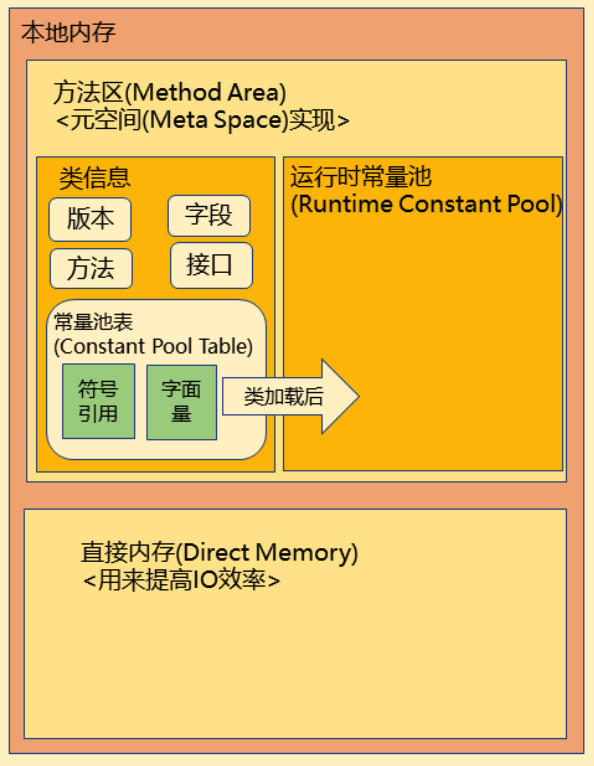 本地内存
方法区(Method Area)
<元空间(Meta Space)实现>
类信息
版本
字段
方法
接口
常量池表
(Constant Pool Table)
符号
引用
字面
量
类加载后
运行时常量池
(Runtime Constant Pool)
直接内存(Direct Memory)
<用来提高IO效率>